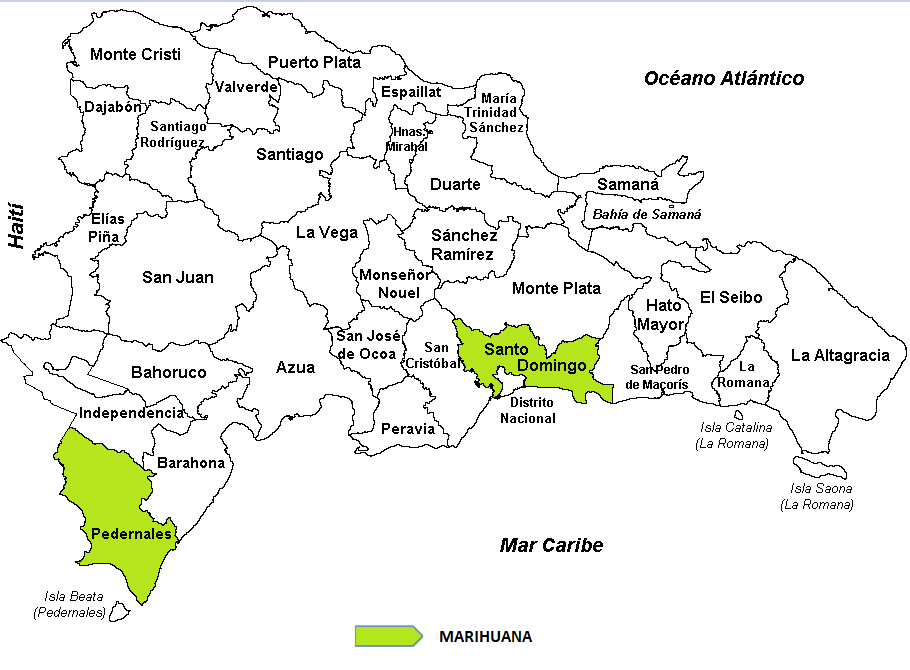 Monte Cristi
Puerto Plata
Océano Atlántico
Valverde
Espaillat
Dajabón
María
Trinidad
Sánchez
Santiago
Rodríguez
Hnas.
Mirabal
Santiago
Duarte
Samaná
Haití
Elías
Piña
Bahía de Samaná
La Vega
Sánchez
Ramírez
San Juan
Monseñor
Nouel
Monte Plata
El Seibo
Hato
Mayor
San José
de Ocoa
San
Cristóbal
Santo
Domingo
La Altagracia
Bahoruco
Azua
San Pedro
de Macorís
La
Romana
Independencia
Distrito
Nacional
Peravia
Isla Catalina
(La Romana)
Barahona
Isla Saona
(La Romana)
Pedernales
Mar Caribe
Isla Beata
(Pedernales)
MARIHUANA